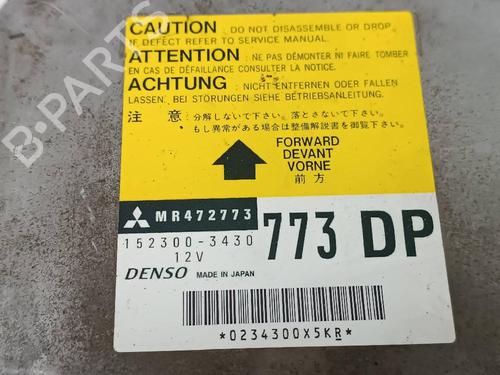 CAUTION : DO NOT DISASSEMBLE OR DROP
IF DEFECT REFER TO SERVICE MANUAL.
ATTENTION : NE PAS DÉMONTER NI FAIRE TOMBER
EN CAS DE DÉFAILLANCE CONSULTER LA NOTICE.
ACHTUNG : NICHT ENTFERNEN ODER FALLEN
LASSEN. BEI STÖRUNGEN SIEHE BETRIEBSANLEITUNG.
注 意 : 分解しないで下さい。落とさないで下さい。
もし異常がある場合は整備解説書を御覧下さい。
FORWARD
DEVANT
VORNE
前 方
MR472773
152300-3430
773 DP
12V
DENSO MADE IN JAPAN
*0234300X5KR*
B-PARTS